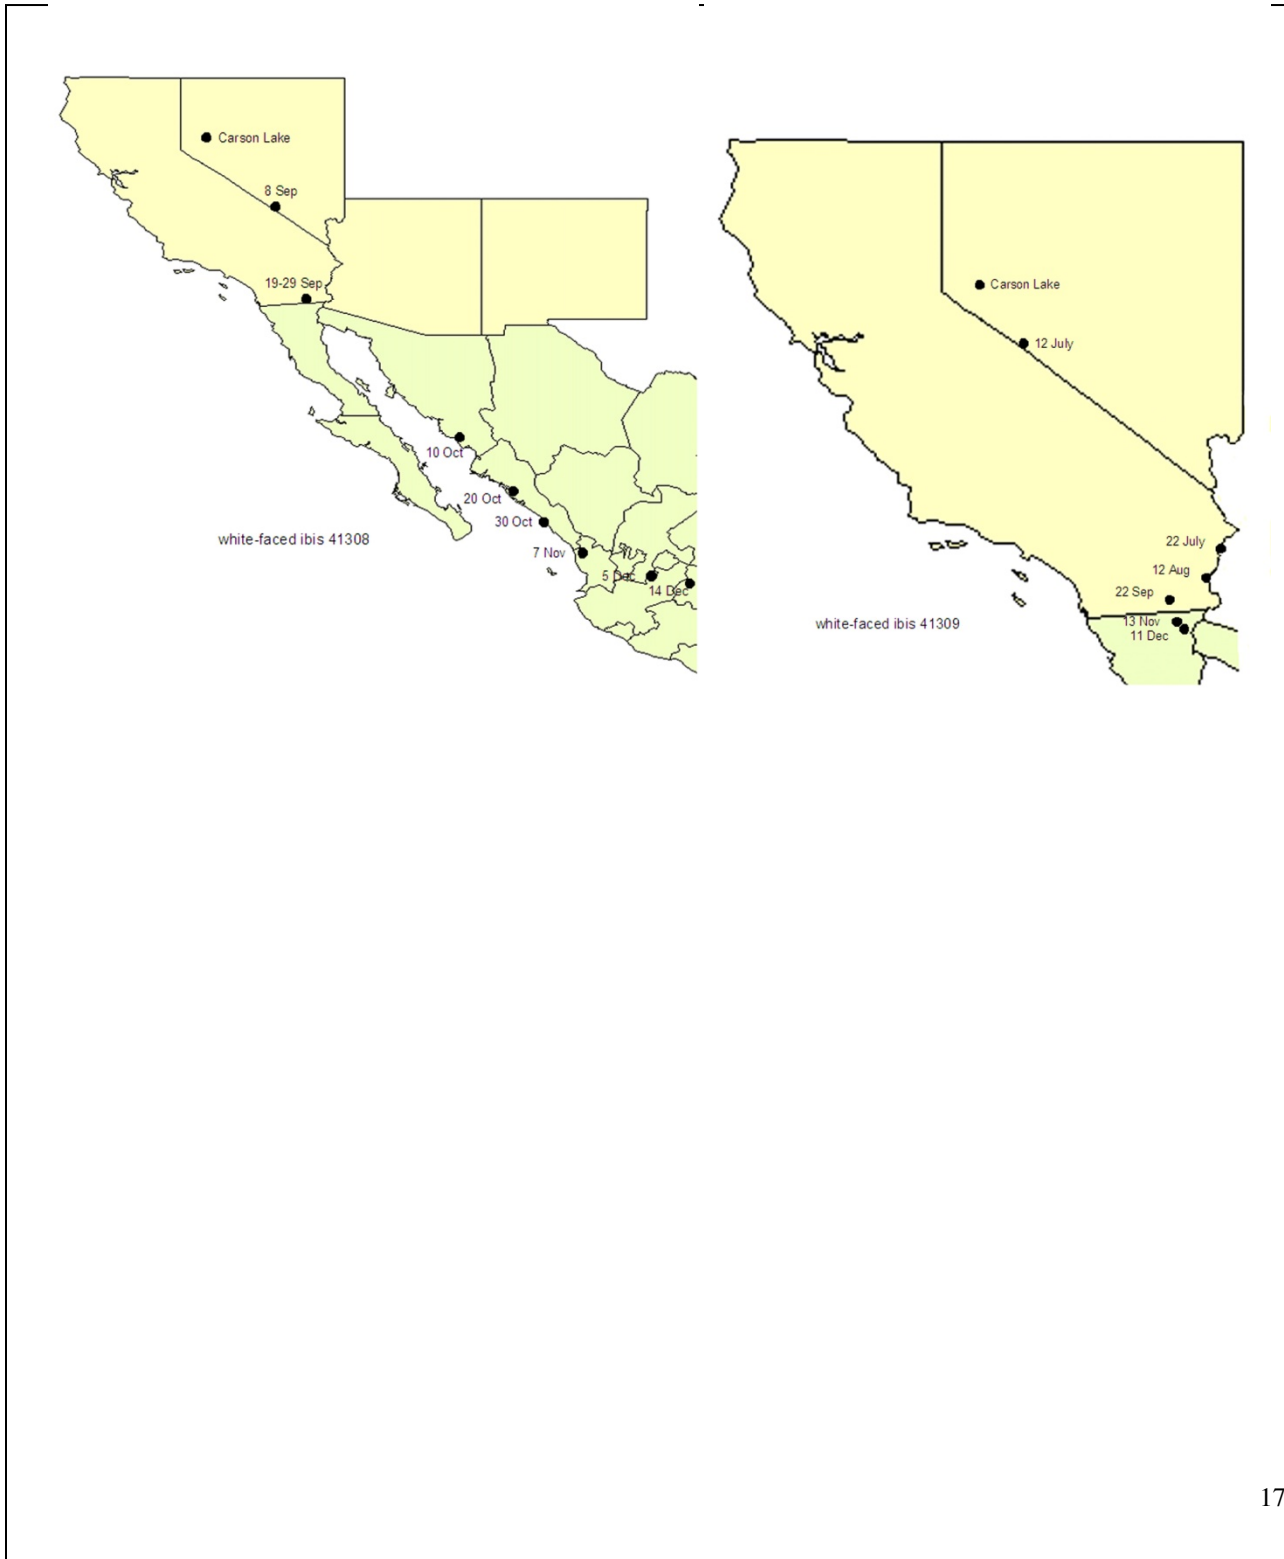 Carson Lake
8 Sep
19-29 Sep
10 Oct
20 Oct
30 Oct
7 Nov
5 Dec
14 Dec
white-faced ibis 41308
Carson Lake
12 July
22 July
12 Aug
22 Sep
13 Nov
11 Dec
white-faced ibis 41309
17